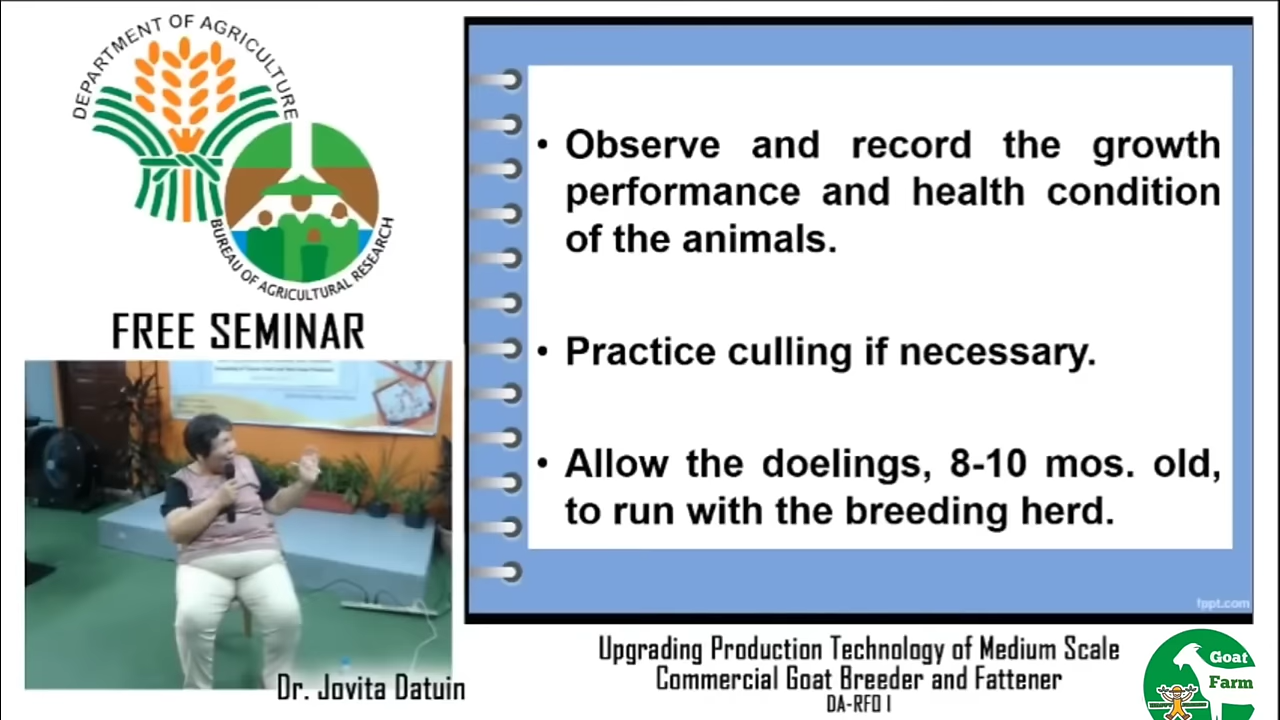 DEPARTMENT OF AGRICULTURE
BUREAU OF AGRICULTURAL RESEARCH
FREE SEMINAR
Dr. Jovita Datuin
• Observe and record the growth
performance and health condition
of the animals.
• Practice culling if necessary.
• Allow the doelings, 8-10 mos. old,
to run with the breeding herd.
fppt.com
Upgrading Production Technology of Medium Scale
Commercial Goat Breeder and Fattener
DA-RFO I
Goat
Farm